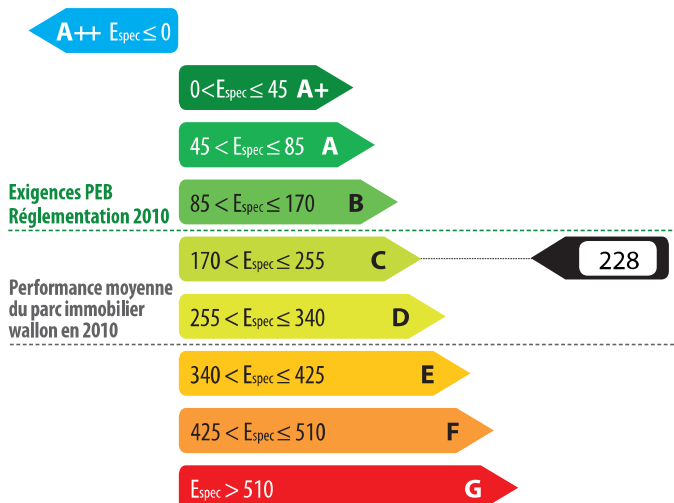 A++ Espec ≤ 0
0<Espec ≤ 45 A+
45 < Espec ≤ 85 A
Exigences PEB
Réglementation 2010
85 < Espec ≤ 170 B
170 < Espec ≤ 255 C
228
Performance moyenne
du parc immobilier
wallon en 2010
255 < Espec ≤ 340 D
340 < Espec ≤ 425 E
425 < Espec ≤ 510 F
Espec > 510 G